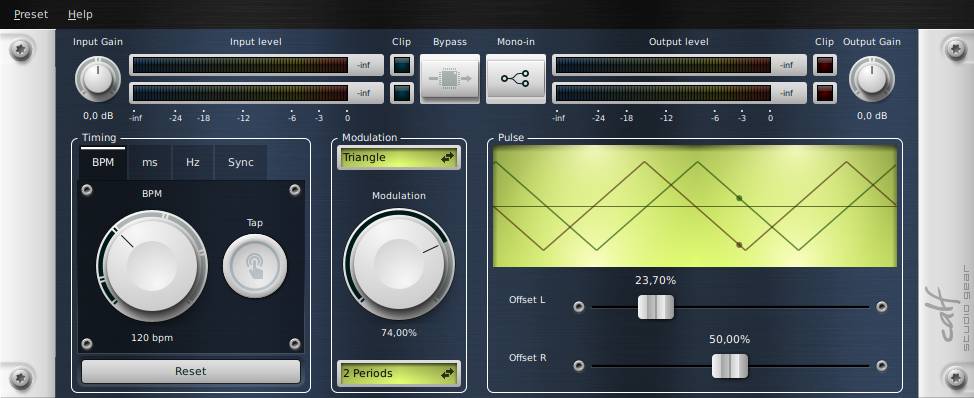 Preset Help
Input Gain Input level Clip Bypass Mono-in Output level Clip Output Gain
-inf -inf
-inf -inf
0,0 dB -inf -24 -18 -12 -6 -3 0 -inf -24 -18 -12 -6 -3 0 0,0 dB
Timing Modulation Pulse
BPM ms Hz Sync
Triangle
BPM
Modulation
Tap
23,70%
Offset L
120 bpm
74,00%
50,00%
Offset R
Reset
2 Periods
calf
studio gear